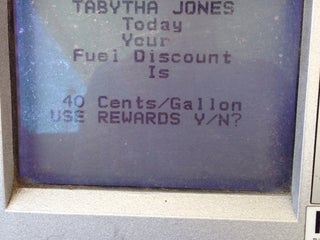 TABYTHA JONES
Today
Your
Fuel Discount
Is
40 Cents/Gallon
USE REWARDS Y/N?